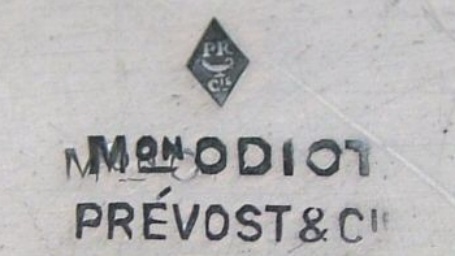 PR
Cie
Mon ODIOT
PRÉVOST & Cie